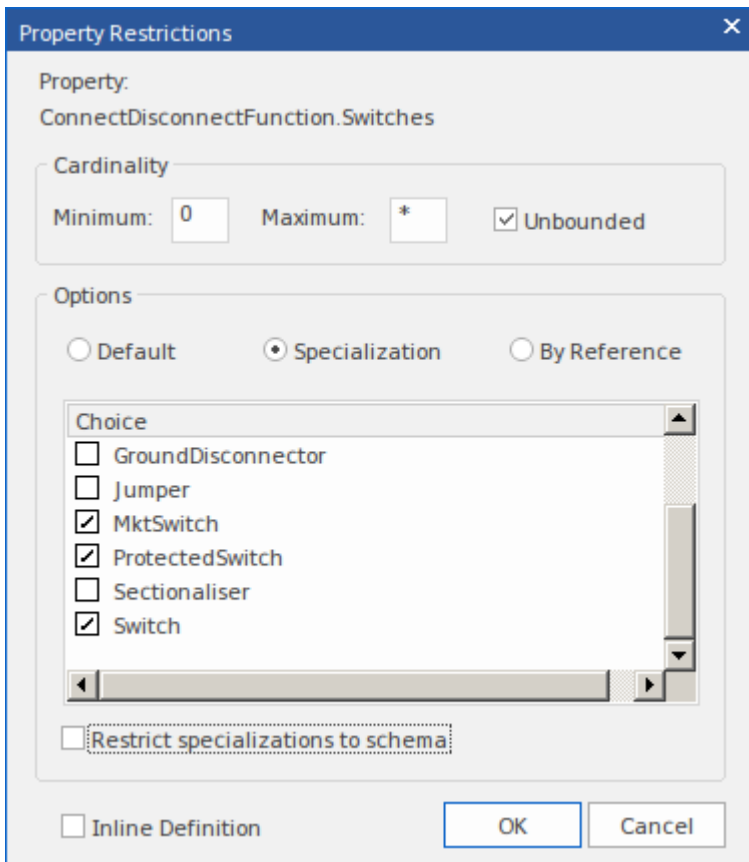 Property Restrictions
Property:
ConnectDisconnectFunction.Switches
Cardinality
Minimum: 0 Maximum: * Unbounded
Options
Default Specialization By Reference
Choice
GroundDisconnector
Jumper
MktSwitch
ProtectedSwitch
Sectionaliser
Switch
Restrict specializations to schema
Inline Definition OK Cancel